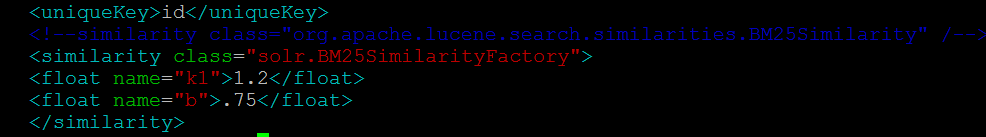 <uniqueKey>id</uniqueKey>
<!--similarity class="org.apache.lucene.search.similarities.BM25Similarity" /-->
<similarity class="solr.BM25SimilarityFactory">
<float name="k1">1.2</float>
<float name="b">.75</float>
</similarity>